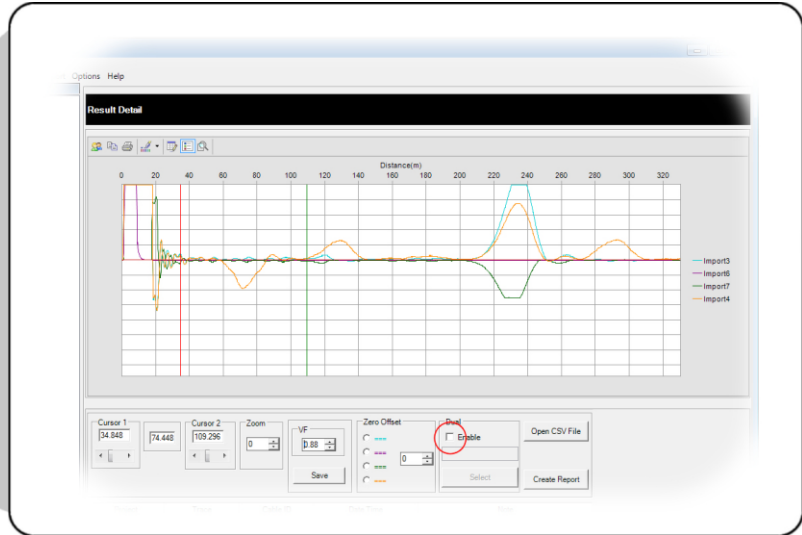 Options Help
Result Detail
Distance(m)
0 20 40 60 80 100 120 140 160 180 200 220 240 260 280 300 320
Import3
Import6
Import7
Import4
Cursor 1
34.848
74.448
Cursor 2
109.296
Zoom
0
VF
0.88
Save
Zero Offset
===
===
===
===
0
Dual
Enable
Select
Open CSV File
Create Report